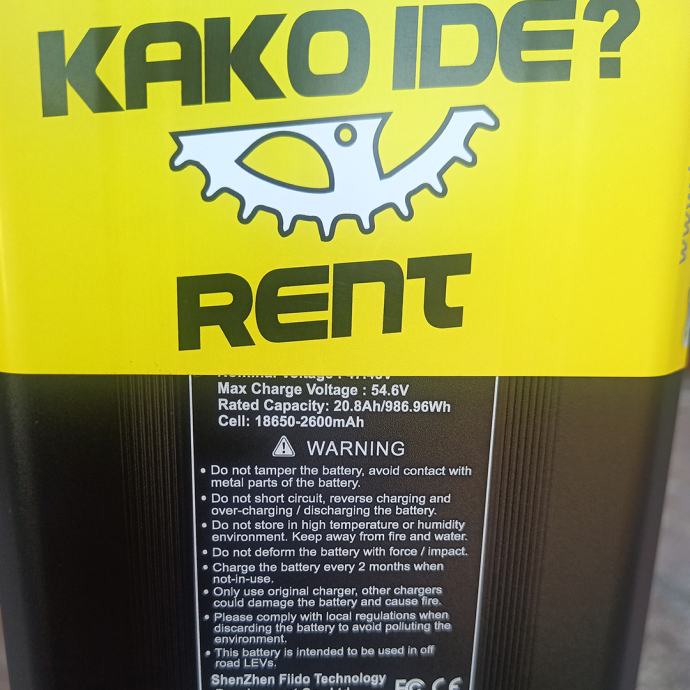 KAKO IDE?
RENT
Max Charge Voltage : 54.6V
Rated Capacity: 20.8Ah/986.96Wh
Cell: 18650-2600mAh
WARNING
• Do not tamper the battery, avoid contact with
metal parts of the battery.
• Do not short circuit, reverse charging and
over-charging / discharging the battery.
• Do not store in high temperature or humidity
environment. Keep away from fire and water.
• Do not deform the battery with force / impact.
• Charge the battery every 2 months when
not-in-use.
• Only use original charger, other chargers
could damage the battery and cause fire.
• Please comply with local regulations when
discarding the battery to avoid polluting the
environment.
• This battery is intended to be used in off
road LEVs.
ShenZhen Fiido Technology
FC CE